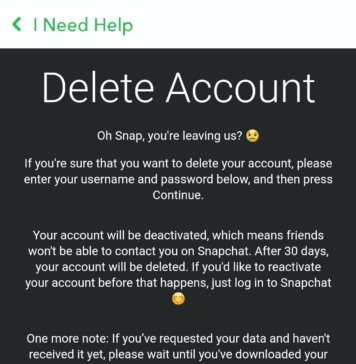 I Need Help
Delete Account
Oh Snap, you're leaving us? 😢
If you're sure that you want to delete your account, please
enter your username and password below, and then press
Continue.
Your account will be deactivated, which means friends
won't be able to contact you on Snapchat. After 30 days,
your account will be deleted. If you'd like to reactivate
your account before that happens, just log in to Snapchat
😇
One more note: If you’ve requested your data and haven't
received it yet, please wait until you've downloaded your